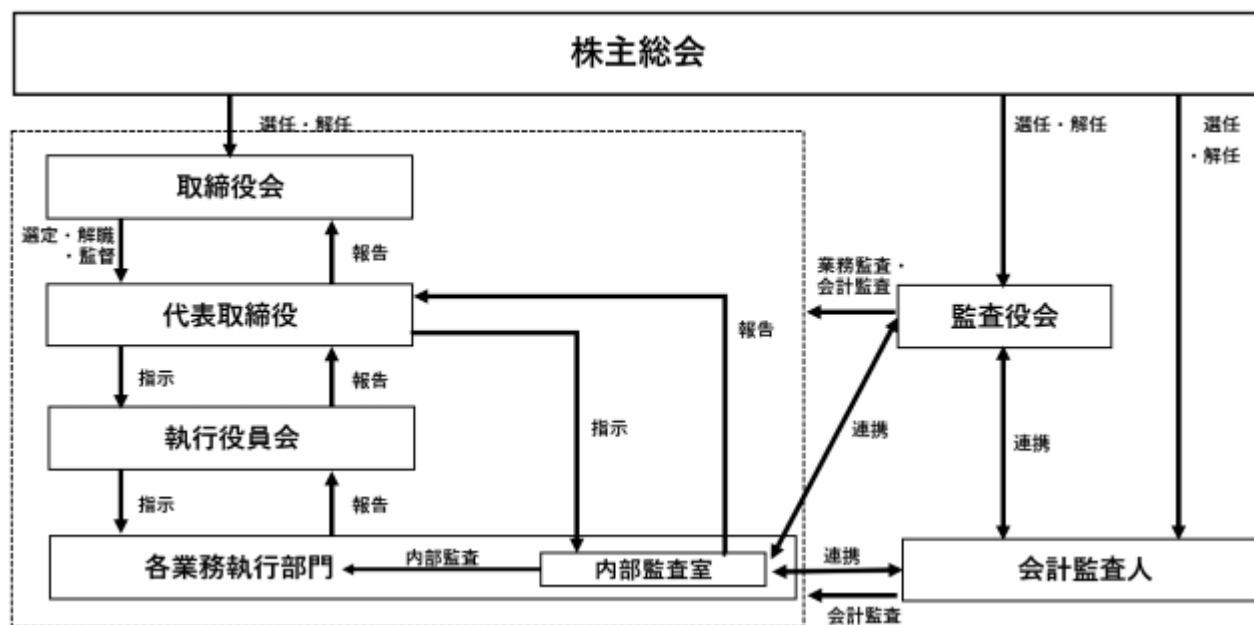 株主総会
選任・解任
選任・解任
選任
・解任
取締役会
選定・解職
・監督
報告
業務監査・
会計監査
代表取締役
監査役会
報告
指示
報告
執行役員会
指示
連携
連携
指示
報告
各業務執行部門
内部監査
内部監査室
連携
会計監査人
会計監査